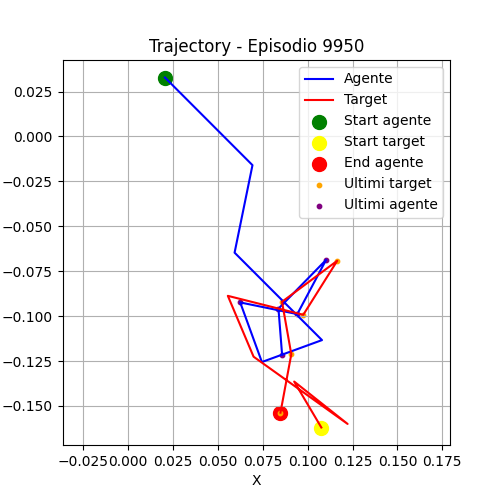 Trajectory - Episodio 9950
Agente
Target
Start agente
Start target
End agente
Ultimi target
Ultimi agente
0.025
0.000
−0.025
−0.050
−0.075
−0.100
−0.125
−0.150
−0.025 0.000 0.025 0.050 0.075 0.100 0.125 0.150 0.175
X